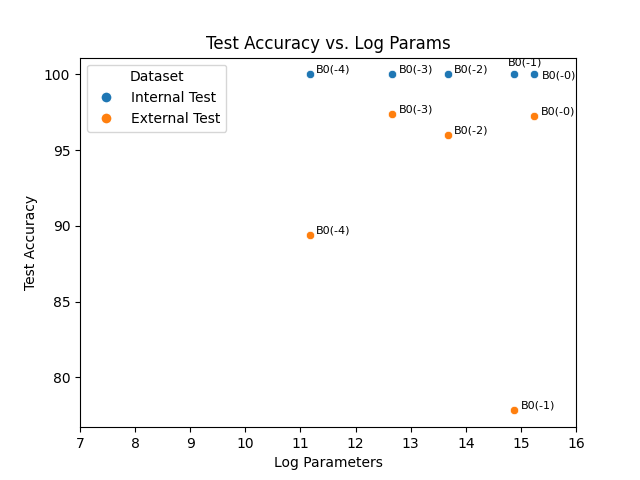 Test Accuracy vs. Log Params
100
95
90
85
80
Test Accuracy
Dataset
Internal Test
External Test
B0(-4)
B0(-3)
B0(-2)
B0(-1)
B0(-0)
B0(-3)
B0(-2)
B0(-0)
B0(-4)
B0(-1)
7 8 9 10 11 12 13 14 15 16
Log Parameters